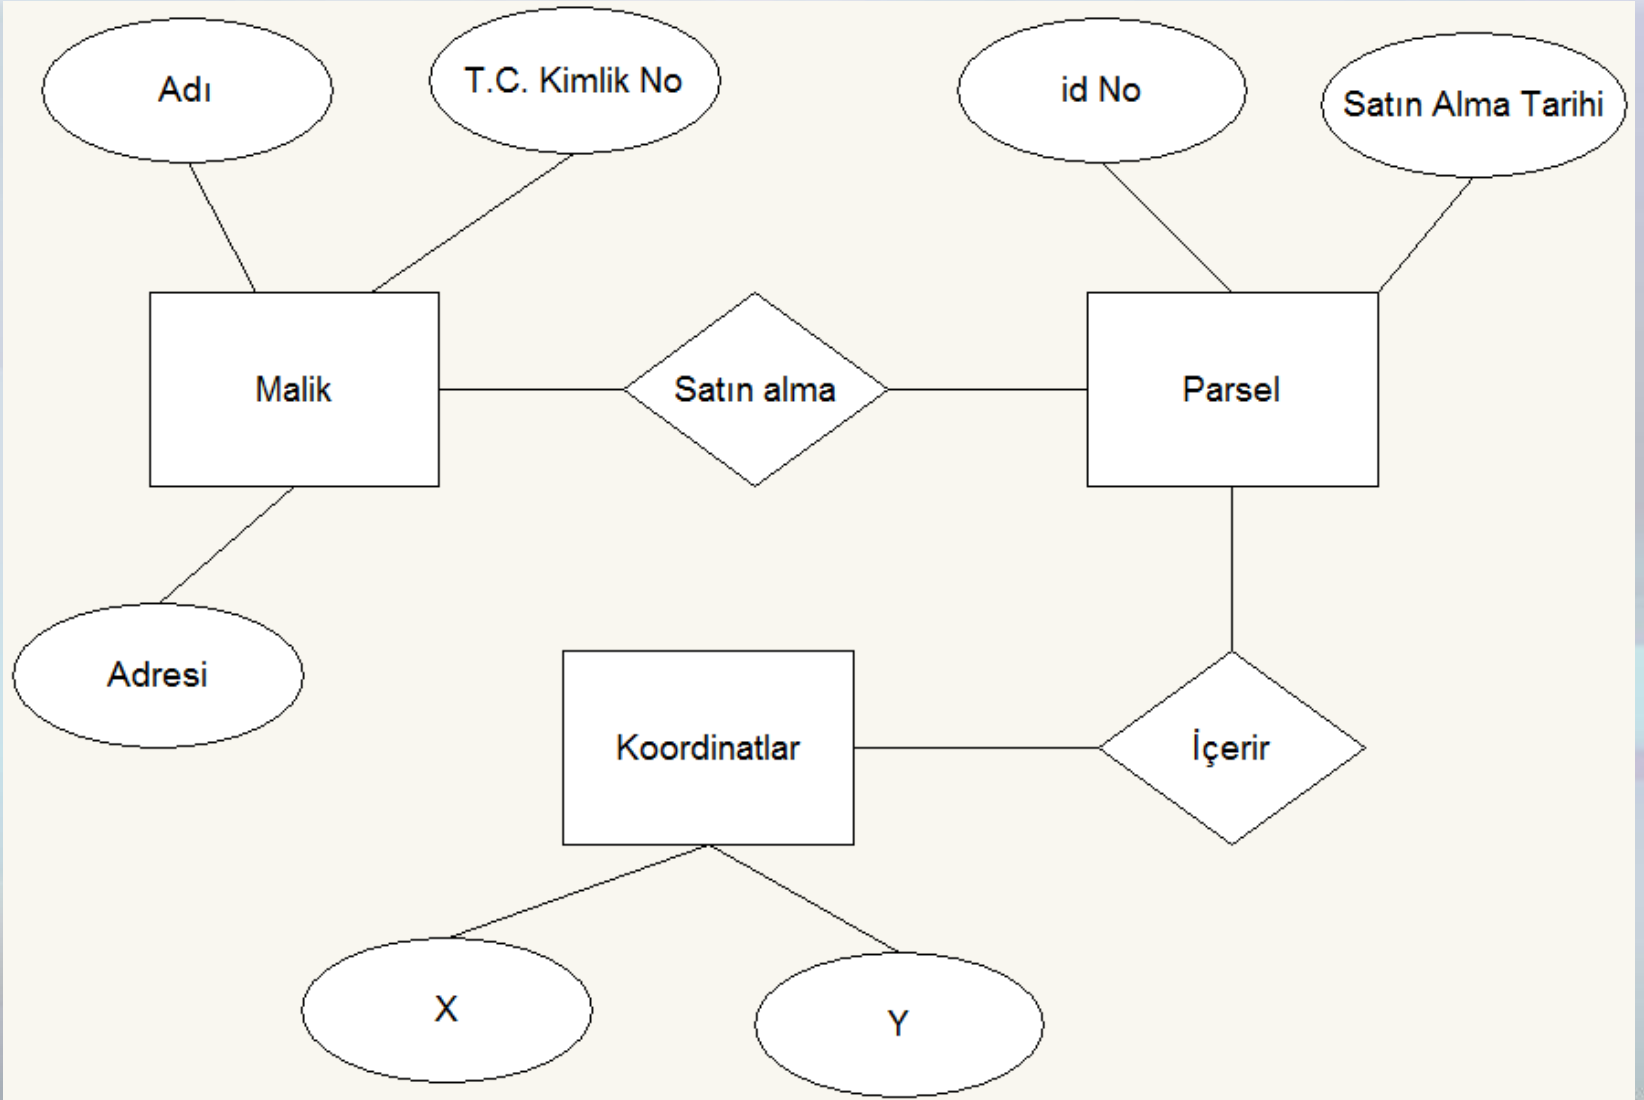 Adı
T.C. Kimlik No
id No
Satın Alma Tarihi
Malik
Satın alma
Parsel
Adresi
Koordinatlar
İçerir
X
Y